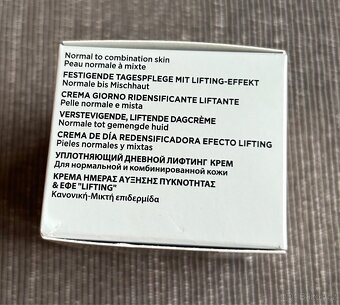 Normal to combination skin
Peau normale à mixte
FESTIGENDE TAGESPFLEGE MIT LIFTING-EFFEKT
Normale bis Mischhaut
CREMA GIORNO RIDENSIFICANTE LIFTANTE
Pelle normale e mista
VERSTEVIGENDE, LIFTENDE DAGCRÈME
Normale tot gemengde huid
CREMA DE DÍA REDENSIFICADORA EFECTO LIFTING
Pieles normales y mixtas
УПЛОТНЯЮЩИЙ ДНЕВНОЙ ЛИФТИНГ КРЕМ
Для нормальной и комбинированной кожи
ΚΡΕΜΑ ΗΜΕΡΑΣ ΑΥΞΗΣΗΣ ΠΥΚΝΟΤΗΤΑΣ
& ΕΦΕ "LIFTING"
Κανονική-Μικτή επιδερμίδα